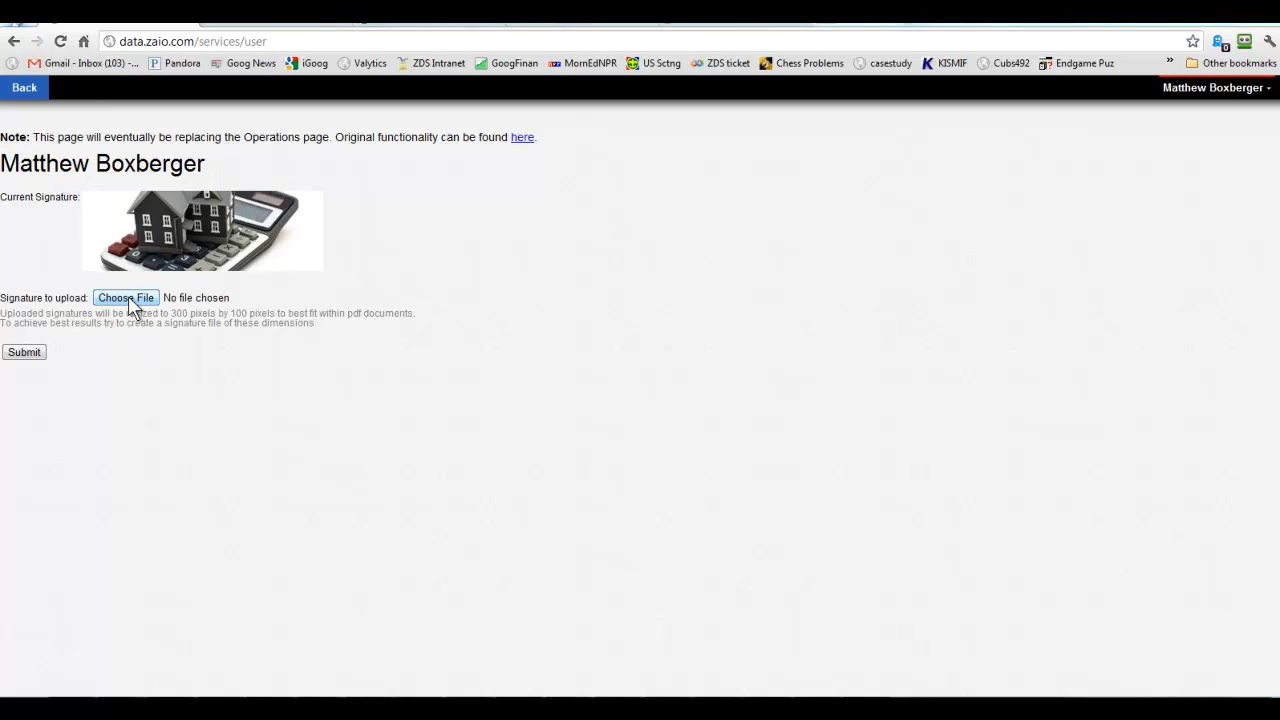 data.zaio.com/services/user
0
Gmail - Inbox (103) -... Pandora Goog News iGoog Valytics ZDS Intranet GoogFinan MornEdNPR US Sctng ZDS ticket Chess Problems casestudy KISMIF Cubs492 Endgame Puz » Other bookmarks
Back Matthew Boxberger
Note: This page will eventually be replacing the Operations page. Original functionality can be found here.
Matthew Boxberger
Current Signature:
Signature to upload: Choose File No file chosen
Uploaded signatures will be resized to 300 pixels by 100 pixels to best fit within pdf documents.
To achieve best results try to create a signature file of these dimensions.
Submit